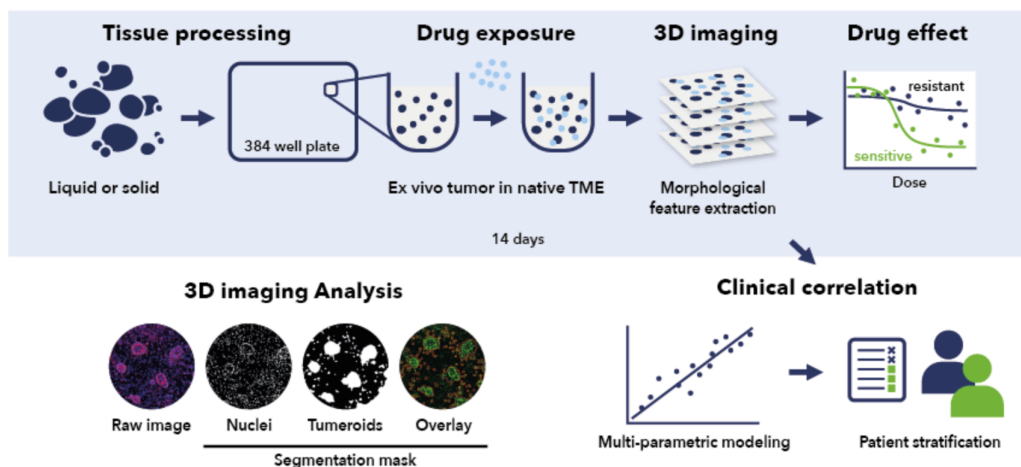 Tissue processing
Drug exposure
3D imaging
Drug effect
384 well plate
resistant
sensitive
Dose
Liquid or solid
Ex vivo tumor in native TME
Morphological
feature extraction
14 days
3D imaging Analysis
Clinical correlation
Raw image
Nuclei
Tumeroids
Overlay
Segmentation mask
Multi-parametric modeling
Patient stratification